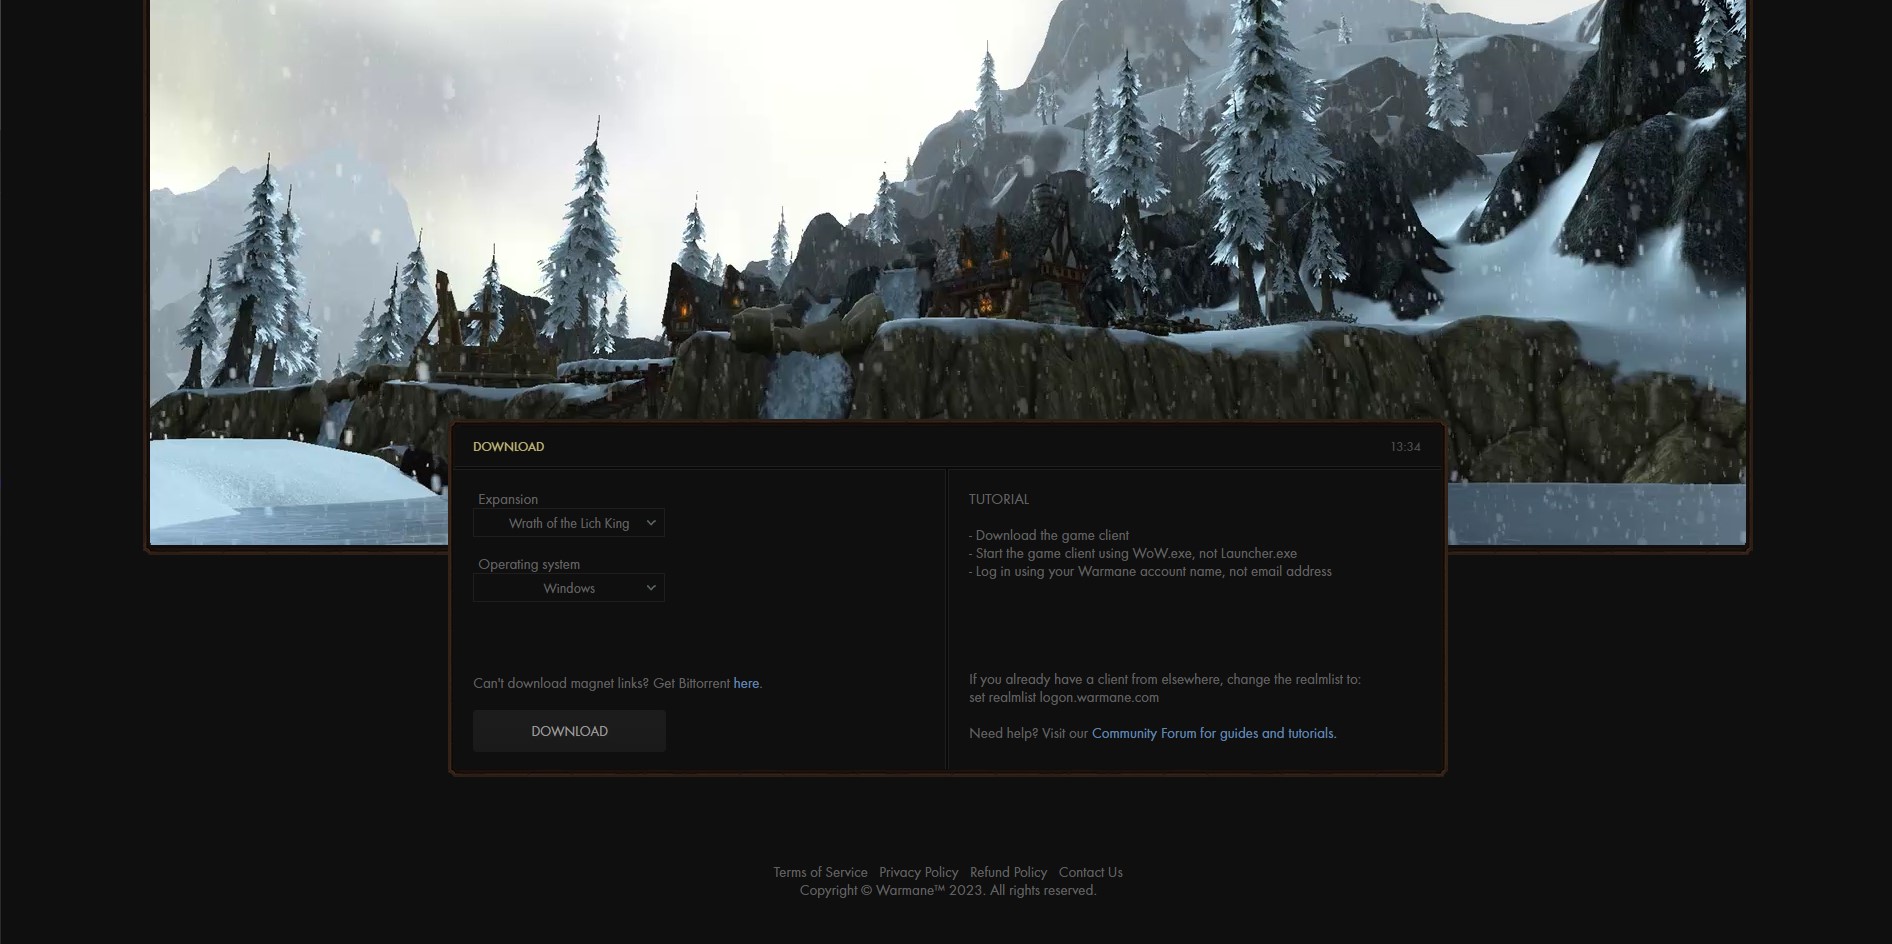 DOWNLOAD
13:34
Expansion
Wrath of the Lich King
Operating system
Windows
Can't download magnet links? Get Bittorrent here.
DOWNLOAD
TUTORIAL
- Download the game client
- Start the game client using WoW.exe, not Launcher.exe
- Log in using your Warmane account name, not email address
If you already have a client from elsewhere, change the realmlist to:
set realmlist logon.warmane.com
Need help? Visit our Community Forum for guides and tutorials.
Terms of Service Privacy Policy Refund Policy Contact Us
Copyright © Warmane™ 2023. All rights reserved.